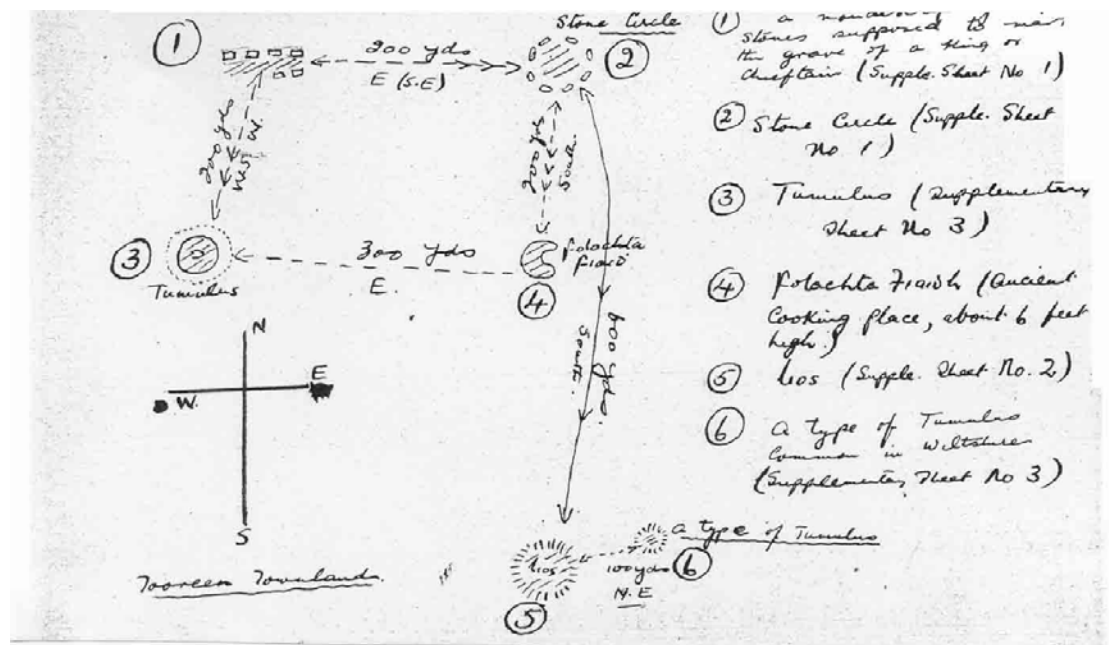 Stone Circle
1
200 yds
E (S.E)
2
200 yds
W.S.W
200 yds
South
3
Tumulus
300 yds
E.
folachta
fiadh
4
600 yds.
South.
N
E
W.
S
Tooreen Townland.
lios
5
100 yds
N.E
6
a type of Tumulus
1 a
stones supposed to
the grave of a King or
Chieftain (Supple. Sheet No 1)
2 Stone Circle (Supple. Sheet
No 1)
3 Tumulus (Supplementary
Sheet No 3)
4 folachta Fiadh (ancient
Cooking place, about 6 feet
high.)
5 lios (Supple. Sheet No. 2)
6 a type of Tumulus
Common in Wiltshire
(Supplementary Sheet No 3)